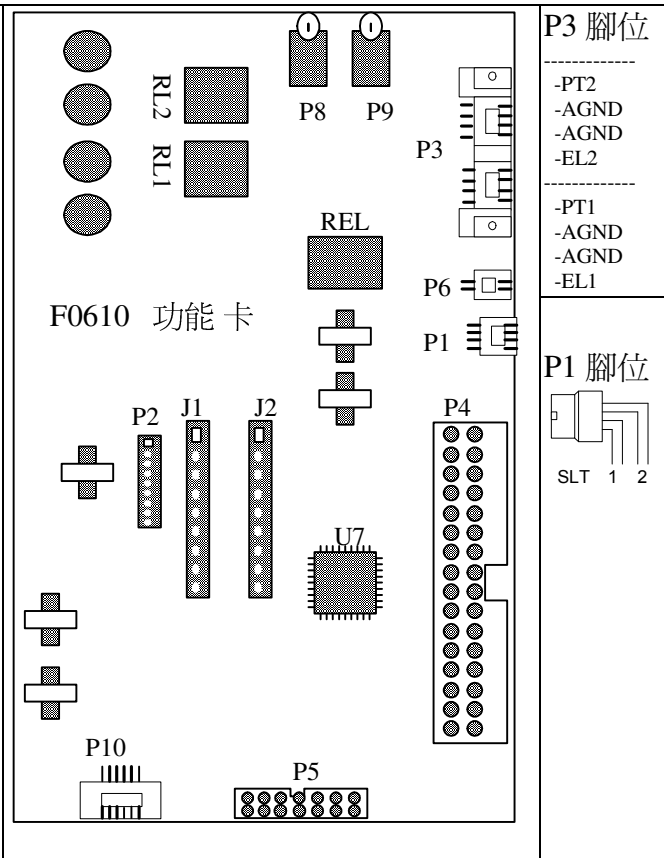 RL2
RL1
P8 P9
P3
REL
P6
F0610 功能 卡
P1
P2 J1 J2 P4
U7
P10
P5
P3 腳位
-------------
-PT2
-AGND
-AGND
-EL2
-------------
-PT1
-AGND
-AGND
-EL1
P1 腳位
SLT 1 2